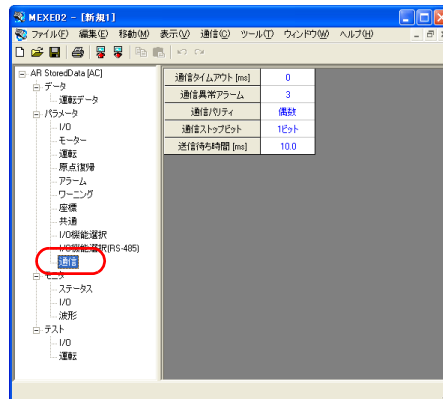 MEXE02 - [新規1]
ファイル(F) 編集(E) 移動(M) 表示(V) 通信(C) ツール(T) ウィンドウ(W) ヘルプ(H)
AR StoredData [AC]
データ
運転データ
パラメータ
I/O
モーター
運転
原点復帰
アラーム
ワーニング
座標
共通
I/O機能選択
I/O機能選択(RS-485)
通信
モニタ
ステータス
I/O
波形
テスト
I/O
運転
通信タイムアウト [ms] 0
通信異常アラーム 3
通信パリティ 偶数
通信ストップビット 1ビット
送信待ち時間 [ms] 10.0